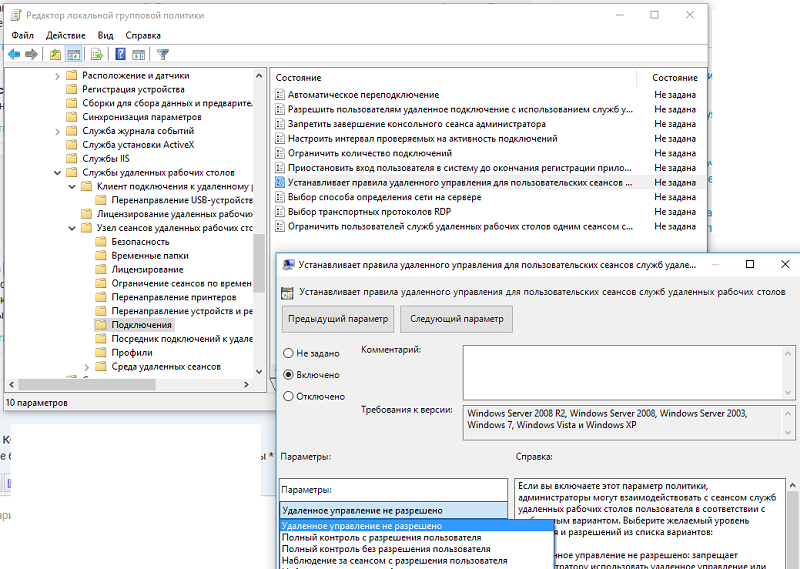 Редактор локальной групповой политики
Файл Действие Вид Справка
Расположение и датчики
Регистрация устройства
Сборки для сбора данных и предварите
Синхронизация параметров
Служба журнала событий
Служба установки ActiveX
Службы IIS
Службы удаленных рабочих столов
Клиент подключения к удаленному р
Перенаправление USB-устройств
Лицензирование удаленных рабочих
Узел сеансов удаленных рабочих сто
Безопасность
Временные папки
Лицензирование
Ограничение сеансов по времен
Перенаправление принтеров
Перенаправление устройств и ре
Подключения
Посредник подключений к удале
Профили
Среда удаленных сеансов
10 параметров
Состояние Состояние
Автоматическое переподключение Не задана
Разрешить пользователям удаленное подключение с использованием служб у... Не задана
Запретить завершение консольного сеанса администратора Не задана
Настроить интервал проверяемых на активность подключений Не задана
Ограничить количество подключений Не задана
Приостановить вход пользователя в систему до окончания регистрации прило... Не задана
Устанавливает правила удаленного управления для пользовательских сеансов ... Не задана
Выбор способа определения сети на сервере Не задана
Выбор транспортных протоколов RDP Не задана
Ограничить пользователей служб удаленных рабочих столов одним сеансом с... Не задана
Устанавливает правила удаленного управления для пользовательских сеансов служб удале...
Устанавливает правила удаленного управления для пользовательских сеансов служб удаленных рабочих столов
Предыдущий параметр Следующий параметр
Не задано
Включено
Отключено
Комментарий:
Требования к версии:
Windows Server 2008 R2, Windows Server 2008, Windows Server 2003,
Windows 7, Windows Vista и Windows XP
Параметры: Справка:
Параметры:
Удаленное управление не разрешено
Удаленное управление не разрешено
Полный контроль с разрешения пользователя
Полный контроль без разрешения пользователя
Наблюдение за сеансом с разрешения пользователя
Если вы включаете этот параметр политики,
администраторы могут взаимодействовать с сеансом служб
удаленных рабочих столов пользователя в соответствии с
вариантом. Выберите желаемый уровень
и разрешений из списка вариантов:
управление не разрешено: запрещает
использовать удаленное управление или